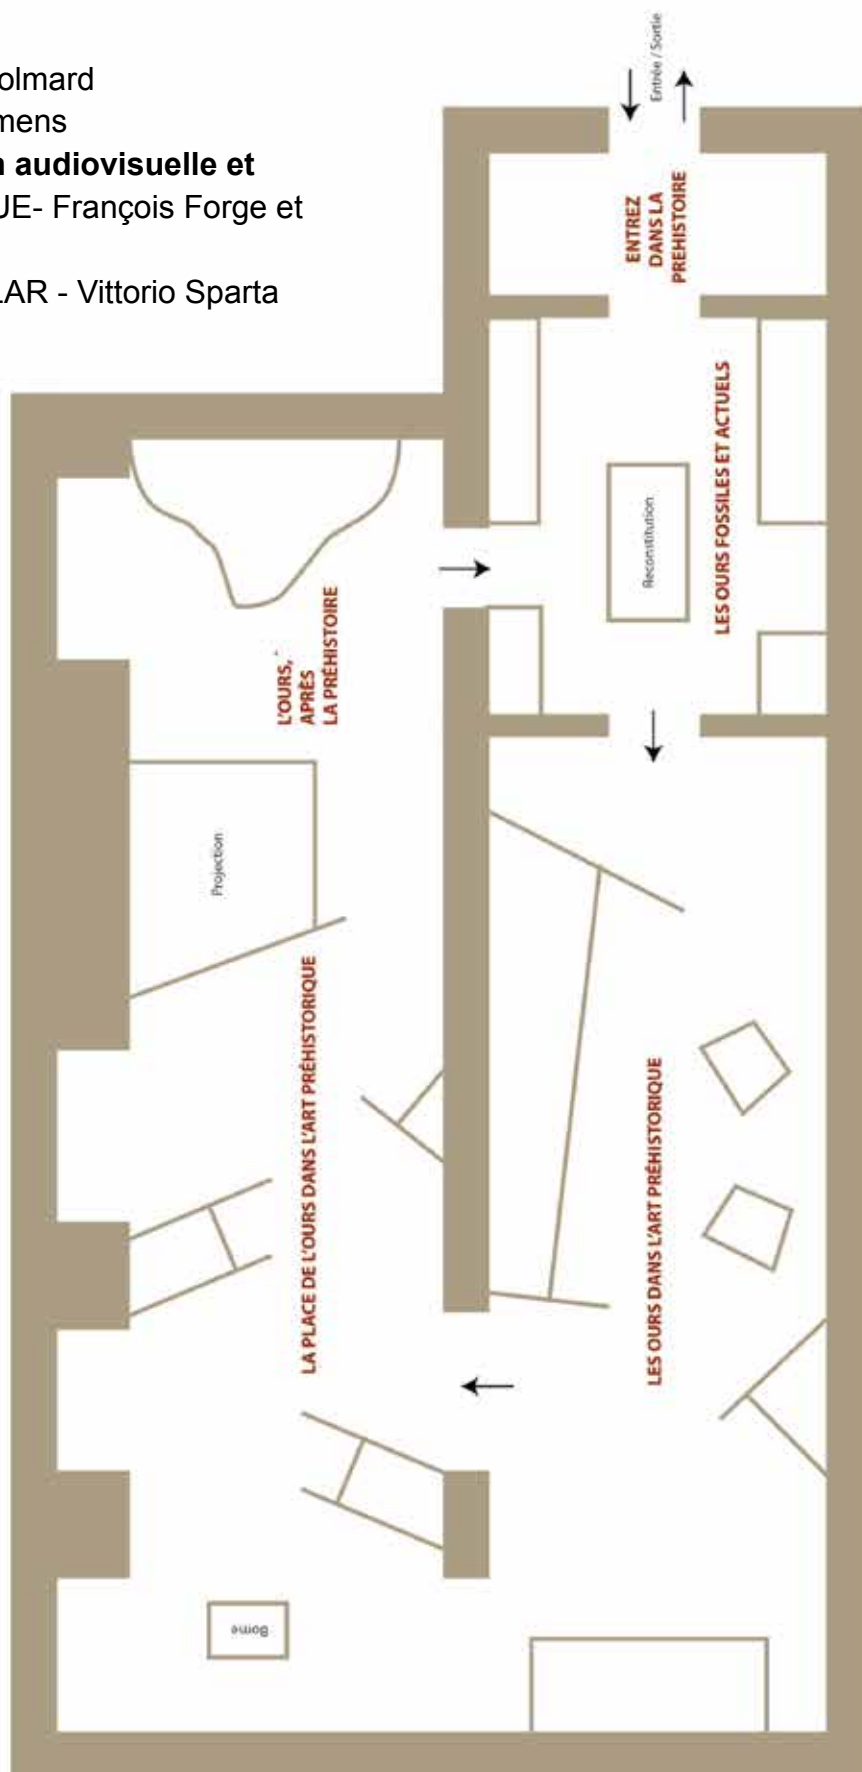 olmard
mens
n audiovisuelle et
UE- François Forge et
LAR - Vittorio Sparta
Entrée / Sortie
ENTREZ
DANS LA
PREHISTOIRE
LES OURS FOSSILES ET ACTUELS
Reconstitution
L'OURS,
APRÈS
LA PRÉHISTOIRE
Projection
LA PLACE DE L'OURS DANS L'ART PRÉHISTORIQUE
LES OURS DANS L'ART PRÉHISTORIQUE
Borne